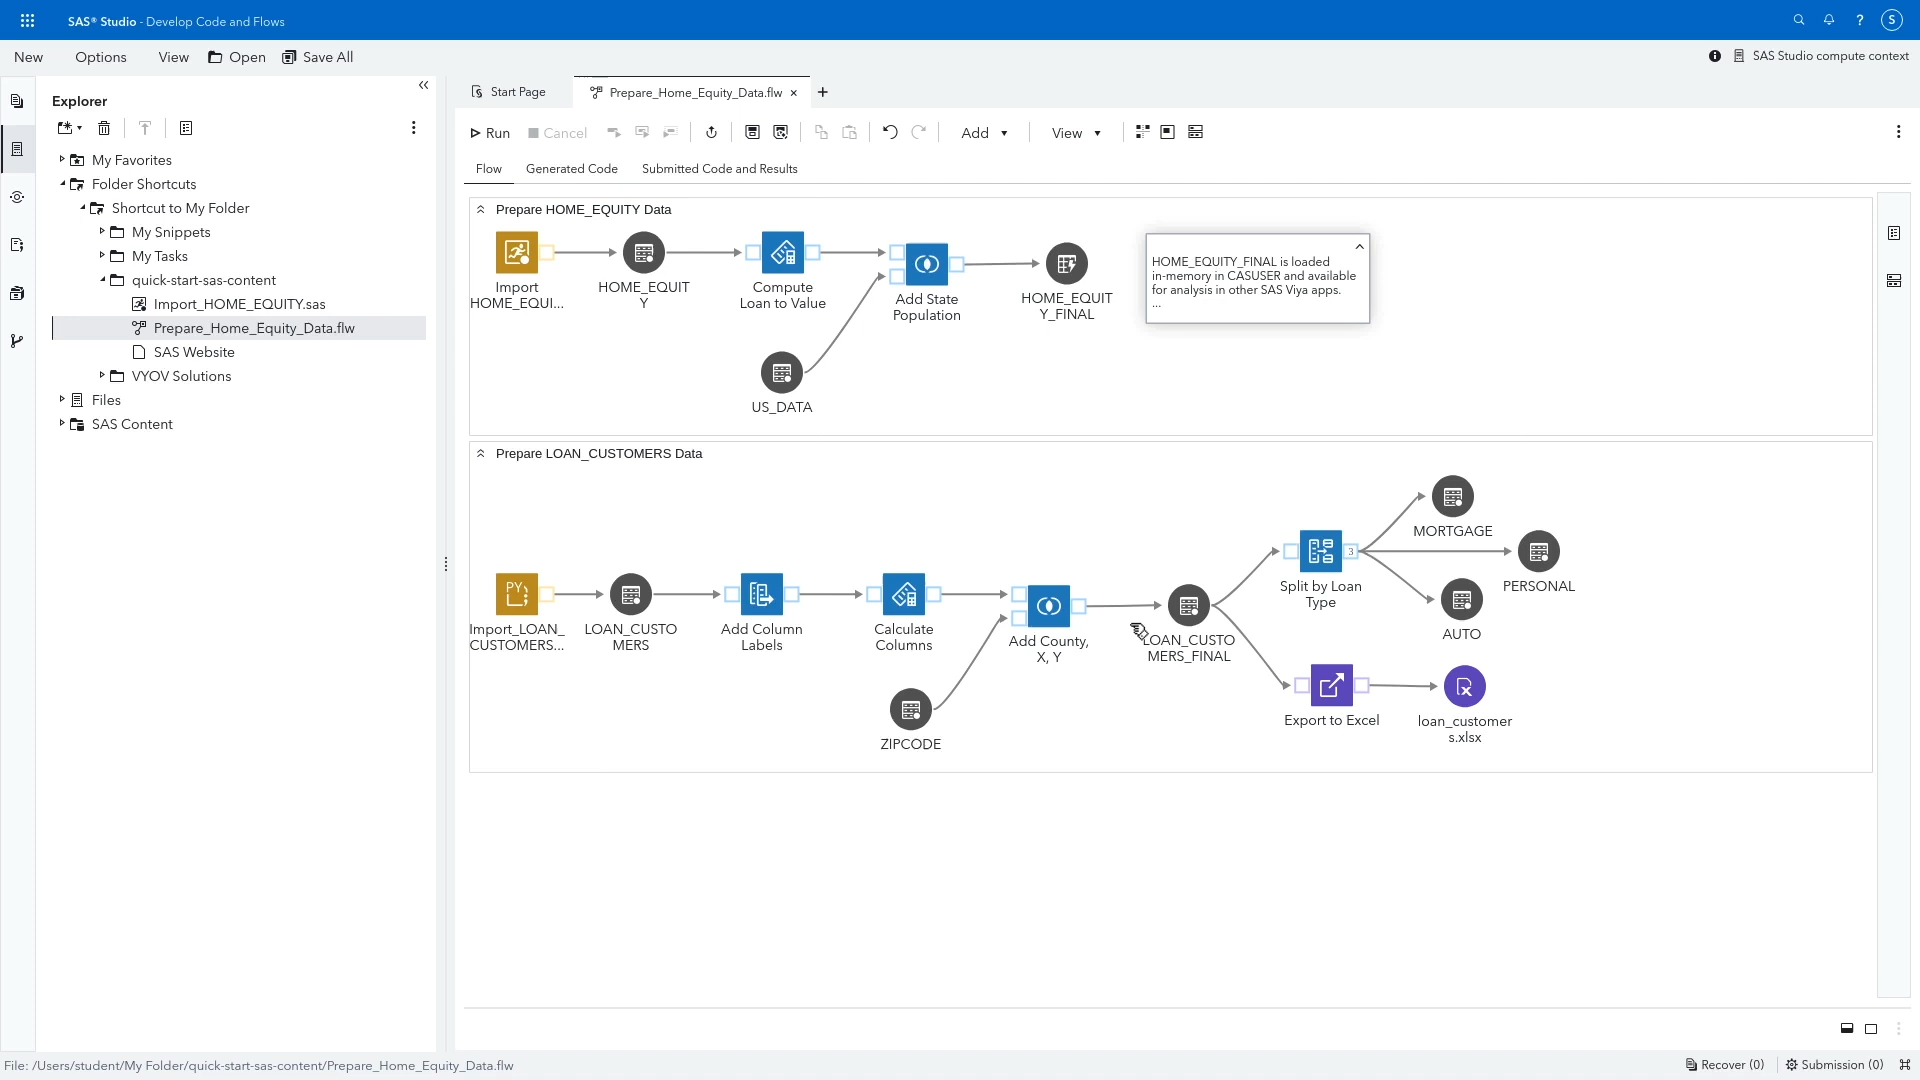 SAS® Studio - Develop Code and Flows
?
S
New Options View Open Save All
SAS Studio compute context
Explorer
Start Page
Prepare_Home_Equity_Data.flw
Run Cancel Add View
Flow Generated Code Submitted Code and Results
My Favorites
Folder Shortcuts
Shortcut to My Folder
My Snippets
My Tasks
quick-start-sas-content
Import_HOME_EQUITY.sas
Prepare_Home_Equity_Data.flw
SAS Website
VYOV Solutions
Files
SAS Content
Prepare HOME_EQUITY Data
Import
HOME_EQUI...
HOME_EQUIT
Y
Compute
Loan to Value
Add State
Population
HOME_EQUIT
Y_FINAL
HOME_EQUITY_FINAL is loaded
in-memory in CASUSER and available
for analysis in other SAS Viya apps.
...
US_DATA
Prepare LOAN_CUSTOMERS Data
PY
Import_LOAN_
CUSTOMERS...
LOAN_CUSTO
MERS
Add Column
Labels
Calculate
Columns
Add County,
X, Y
ZIPCODE
LOAN_CUSTO
MERS_FINAL
3
Split by Loan
Type
MORTGAGE
PERSONAL
AUTO
Export to Excel
loan_customer
s.xlsx
File: /Users/student/My Folder/quick-start-sas-content/Prepare_Home_Equity_Data.flw
Recover (0)
Submission (0)